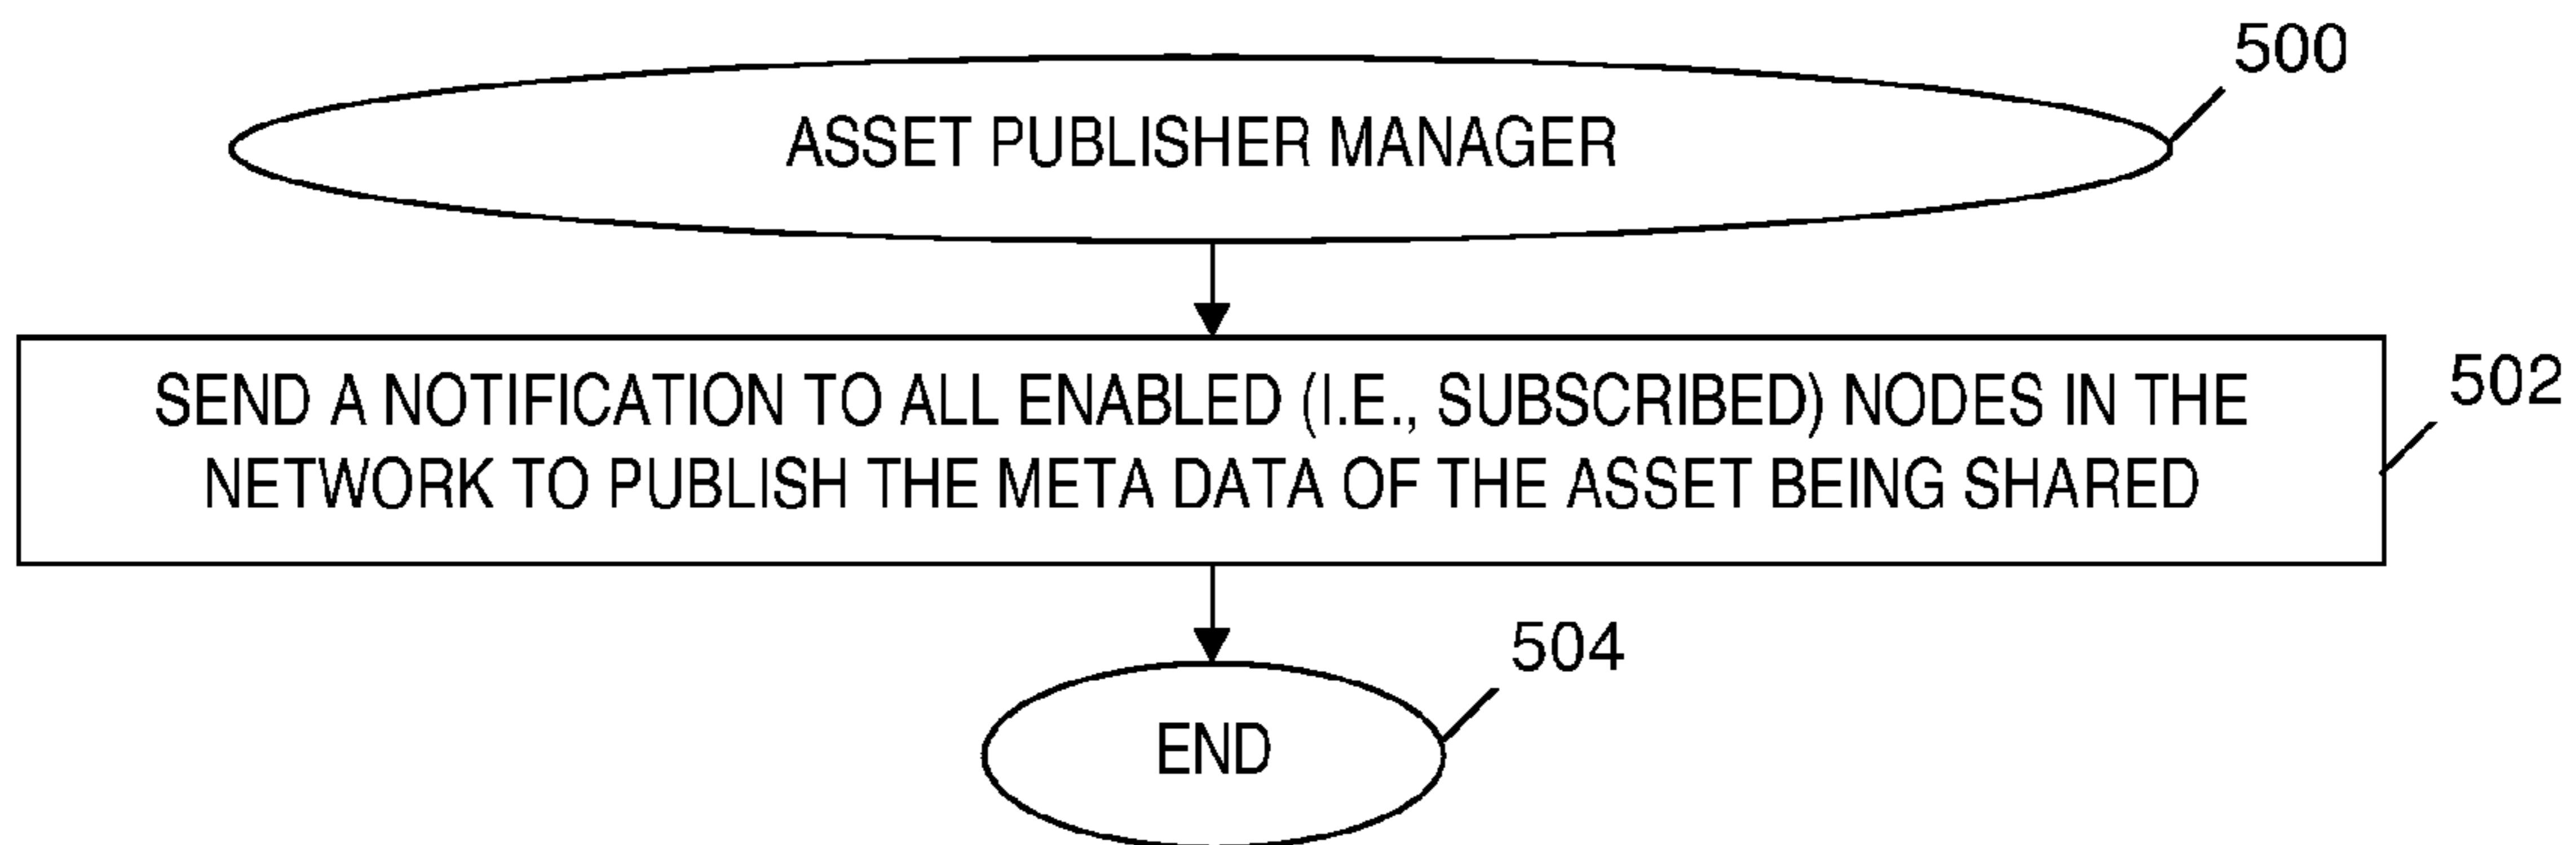 500
ASSET PUBLISHER MANAGER
502
SEND A NOTIFICATION TO ALL ENABLED (I.E., SUBSCRIBED) NODES IN THE
NETWORK TO PUBLISH THE META DATA OF THE ASSET BEING SHARED
504
END